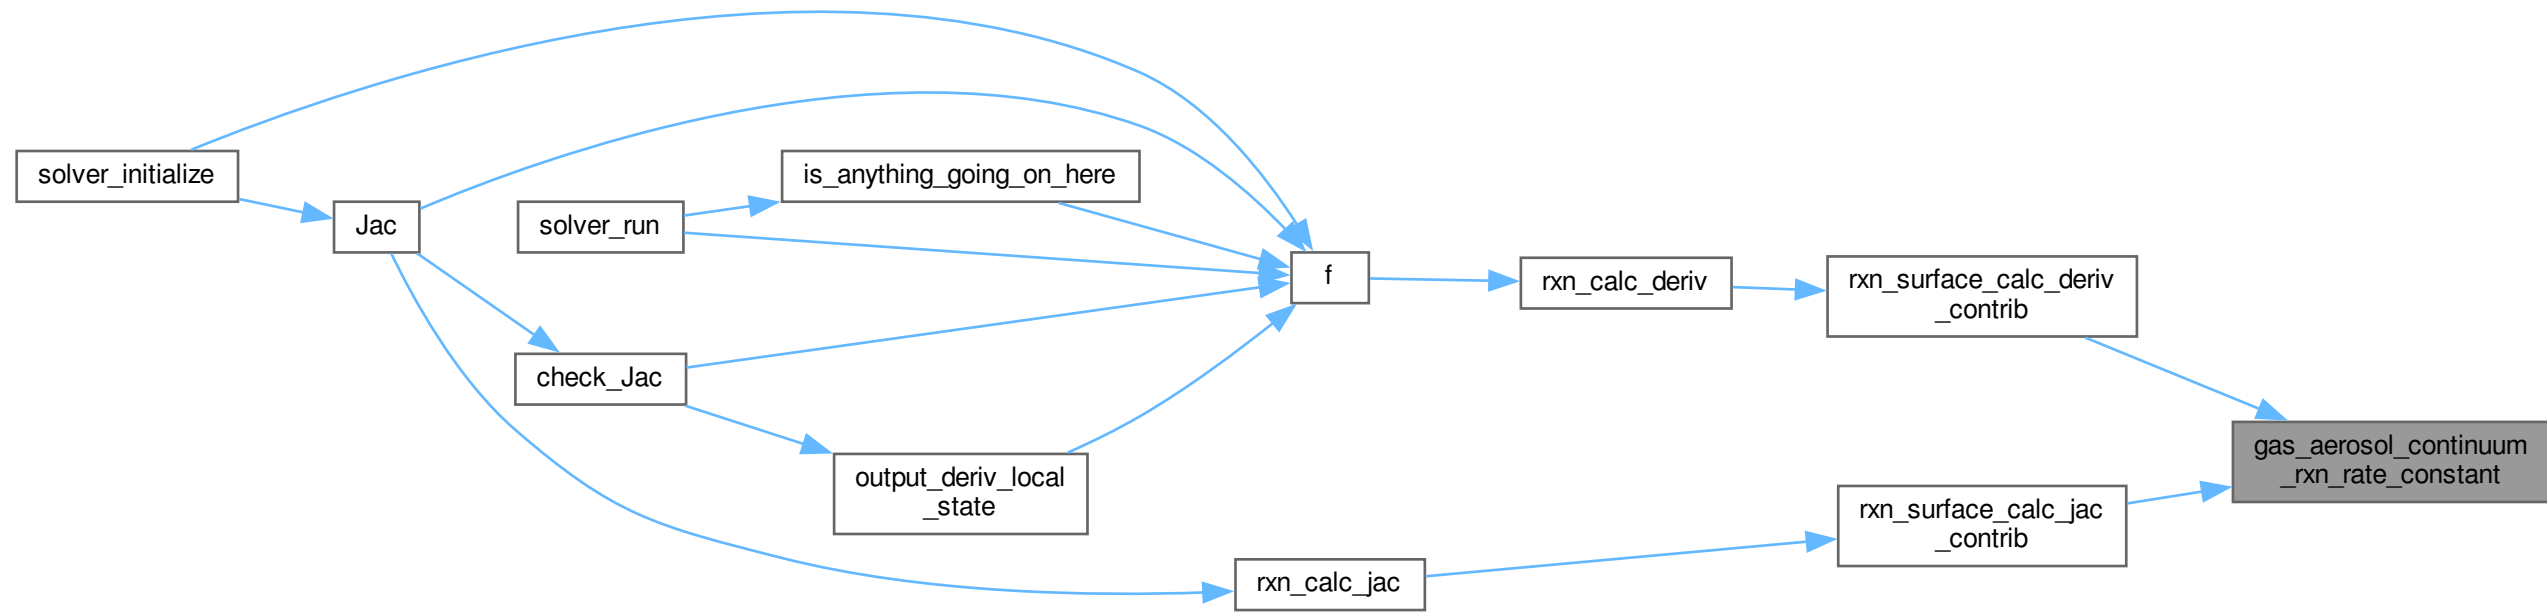 solver_initialize
Jac
solver_run
is_anything_going_on_here
check_Jac
output_deriv_local
_state
f
rxn_calc_jac
rxn_calc_deriv
rxn_surface_calc_deriv
_contrib
rxn_surface_calc_jac
_contrib
gas_aerosol_continuum
_rxn_rate_constant